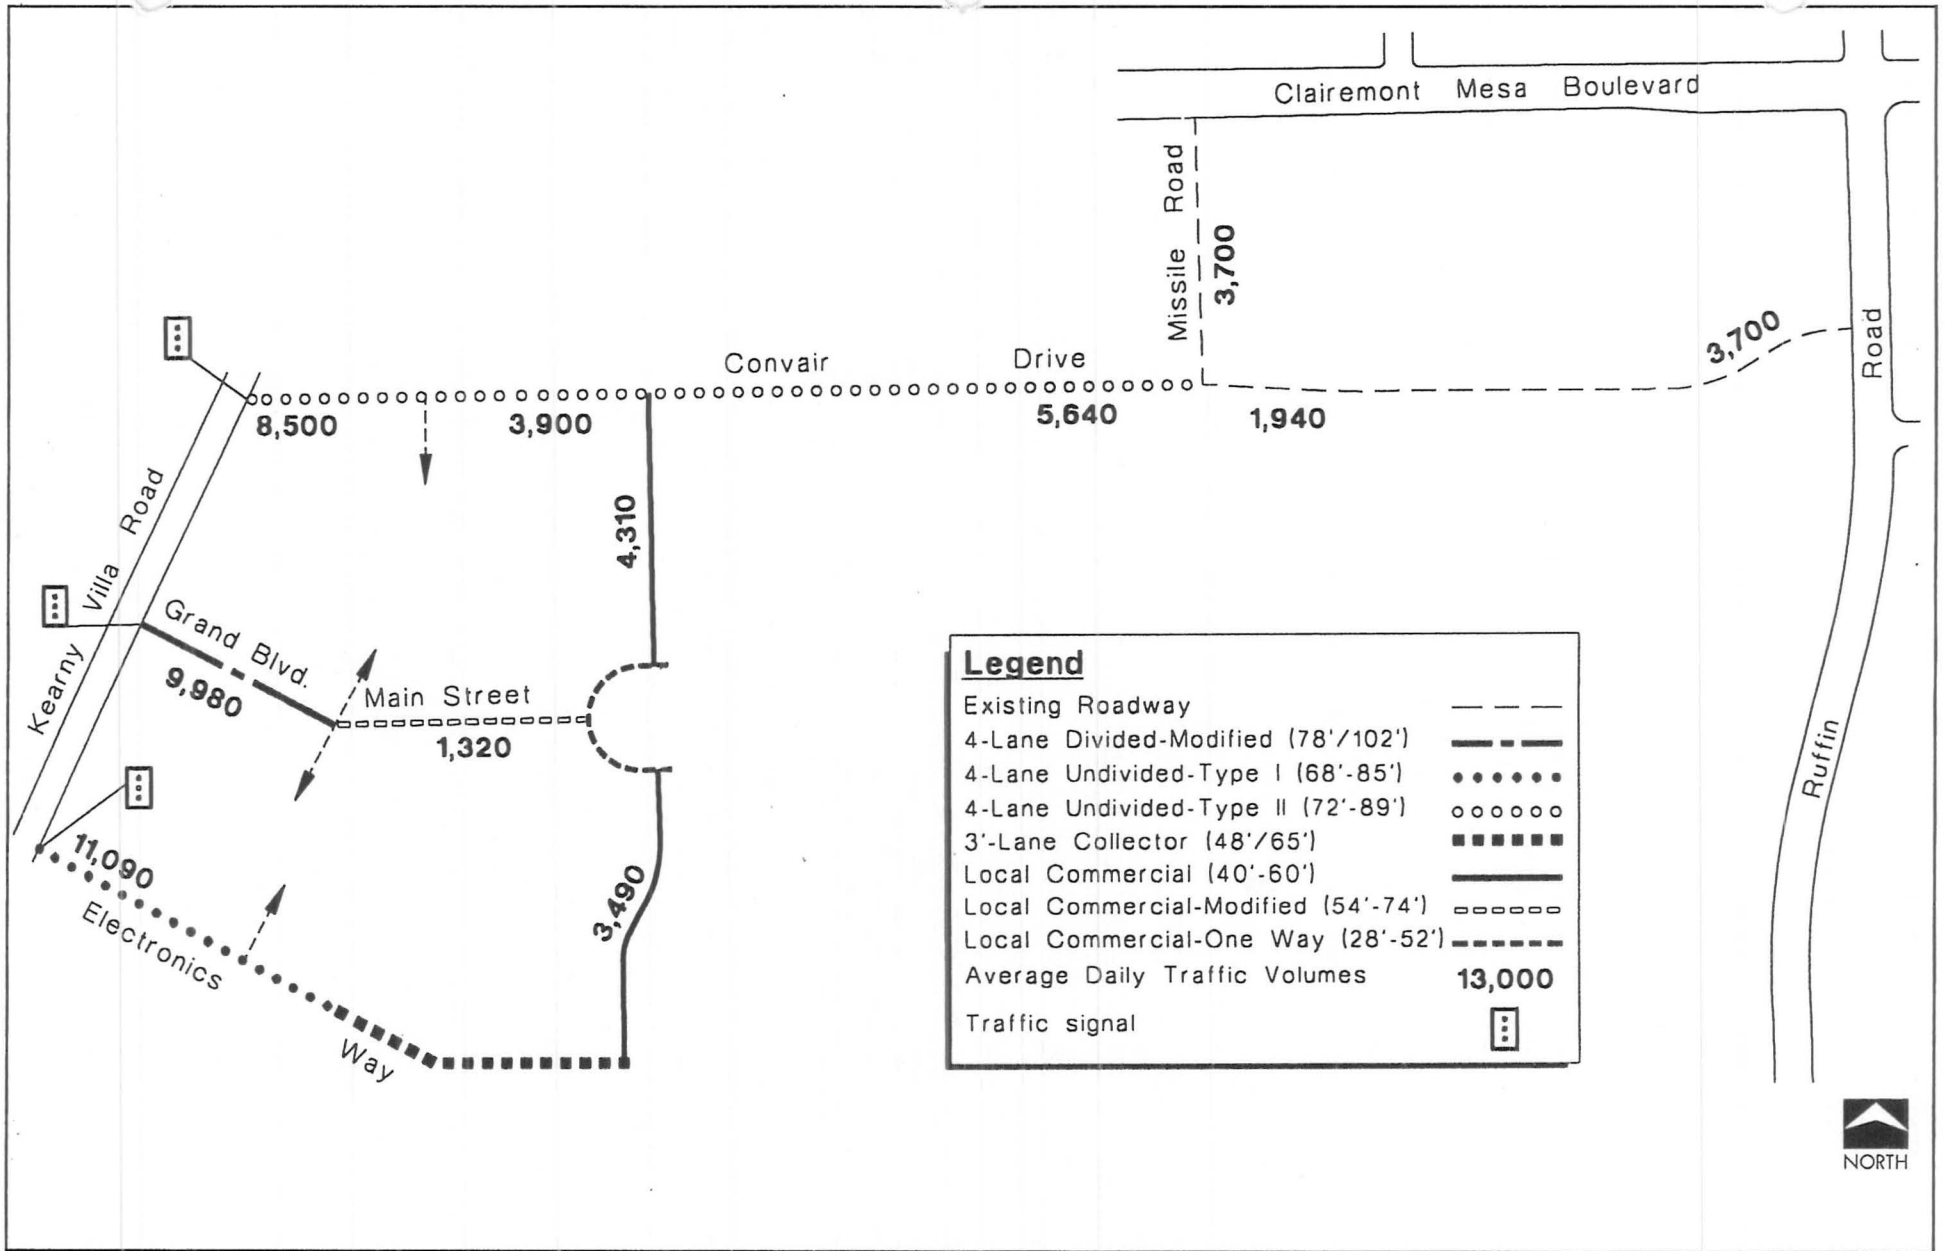 Clairemont Mesa Boulevard
Missile Road
3,700
3,700
Road
Ruffin
Convair Drive
8,500
3,900
5,640
1,940
4,310
Kearny Villa Road
Grand Blvd.
9,980
Main Street
1,320
11,090
Electronics
Way
3,490
Legend
Existing Roadway
4-Lane Divided-Modified (78'/102')
4-Lane Undivided-Type I (68'-85')
4-Lane Undivided-Type II (72'-89')
3'-Lane Collector (48'/65')
Local Commercial (40'-60')
Local Commercial-Modified (54'-74')
Local Commercial-One Way (28'-52')
Average Daily Traffic Volumes 13,000
Traffic signal
NORTH